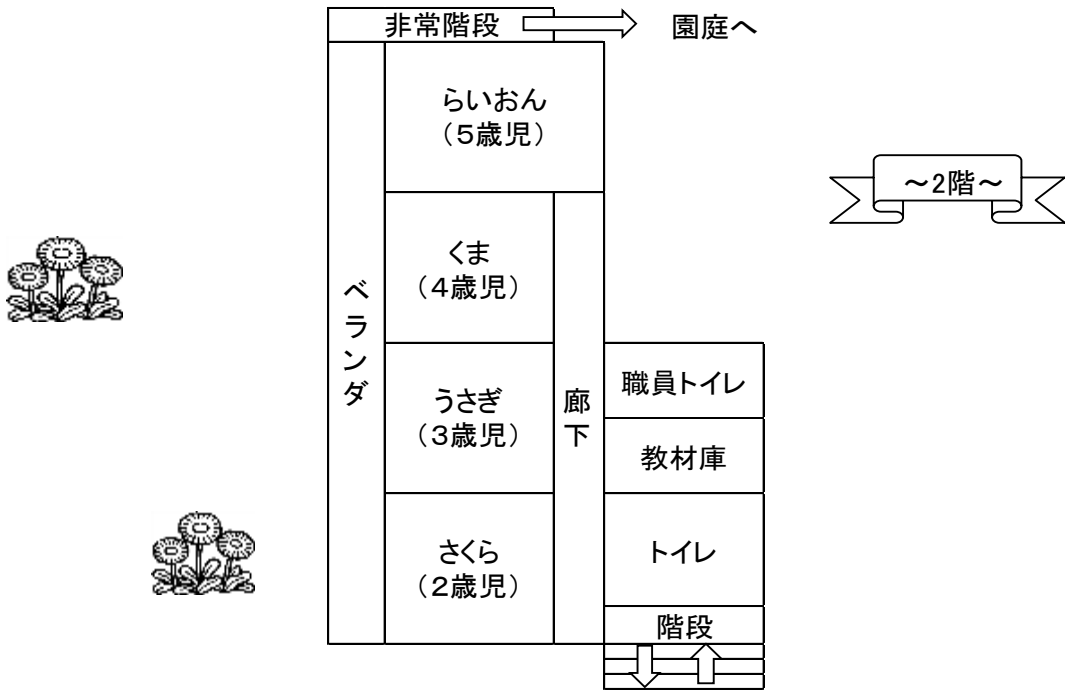 非常階段
園庭へ
らいおん
（５歳児）
～2階～
くま
（４歳児）
ベランダ
うさぎ
（３歳児）
廊下
職員トイレ
教材庫
さくら
（２歳児）
トイレ
階段